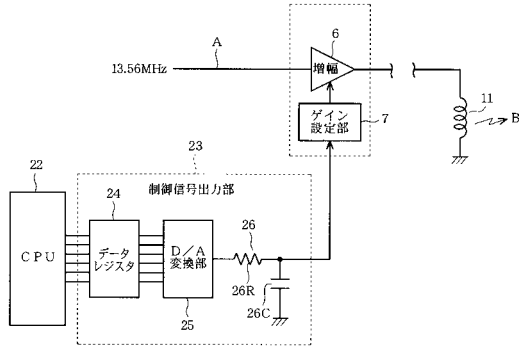 A
6
13.56MHz
増幅
11
B
ゲイン
設定部
7
23
22
制御信号出力部
24
26
CPU
データ
レジスタ
D/A
変換部
26R
26C
25